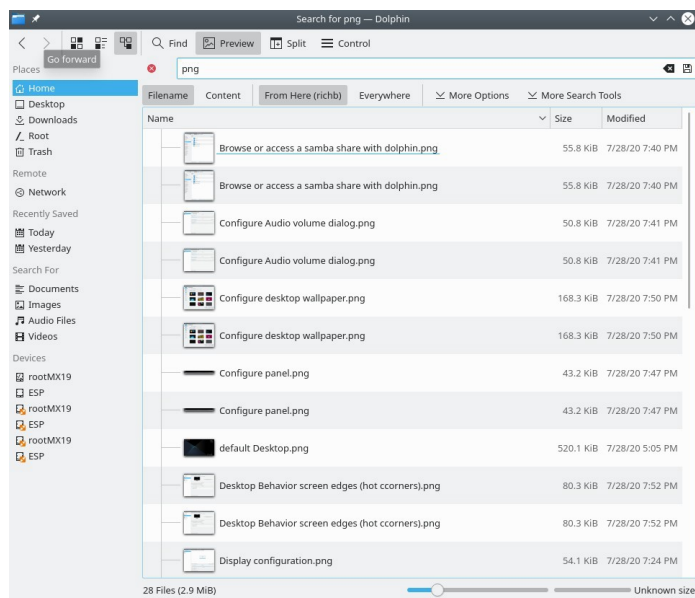 Search for png — Dolphin
Find Preview Split Control
Go forward
Places
png
Home
Desktop
Downloads
Root
Trash
Remote
Network
Recently Saved
Today
Yesterday
Search For
Documents
Images
Audio Files
Videos
Devices
rootMX19
ESP
rootMX19
ESP
rootMX19
ESP
Filename Content From Here (richb) Everywhere More Options More Search Tools
Name Size Modified
Browse or access a samba share with dolphin.png 55.8 KiB 7/28/20 7:40 PM
Browse or access a samba share with dolphin.png 55.8 KiB 7/28/20 7:40 PM
Configure Audio volume dialog.png 50.8 KiB 7/28/20 7:41 PM
Configure Audio volume dialog.png 50.8 KiB 7/28/20 7:41 PM
Configure desktop wallpaper.png 168.3 KiB 7/28/20 7:50 PM
Configure desktop wallpaper.png 168.3 KiB 7/28/20 7:50 PM
Configure panel.png 43.2 KiB 7/28/20 7:47 PM
Configure panel.png 43.2 KiB 7/28/20 7:47 PM
default Desktop.png 520.1 KiB 7/28/20 5:05 PM
Desktop Behavior screen edges (hot ccorners).png 80.3 KiB 7/28/20 7:52 PM
Desktop Behavior screen edges (hot ccorners).png 80.3 KiB 7/28/20 7:52 PM
Display configuration.png 54.1 KiB 7/28/20 7:24 PM
28 Files (2.9 MiB) Unknown size